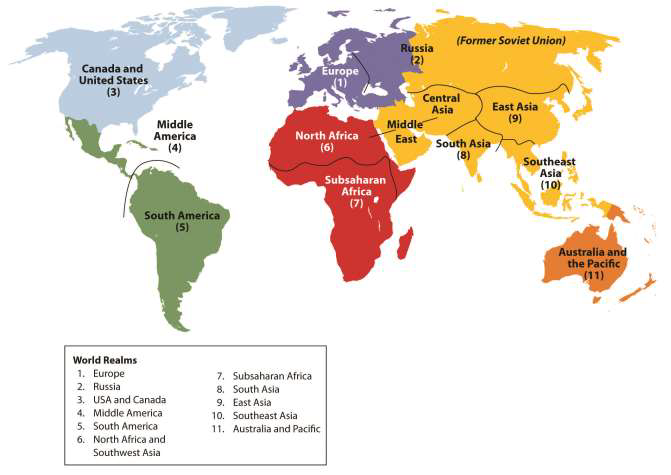 Canada and
United States
(3)
Middle
America
(4)
South America
(5)
Europe
(1)
Russia
(2)
(Former Soviet Union)
Central
Asia
East Asia
(9)
North Africa
(6)
Middle
East
South Asia
(8)
Subsaharan
Africa
(7)
Southeast
Asia
(10)
Australia and
the Pacific
(11)
World Realms
1. Europe
2. Russia
3. USA and Canada
4. Middle America
5. South America
6. North Africa and
Southwest Asia
7. Subsaharan Africa
8. South Asia
9. East Asia
10. Southeast Asia
11. Australia and Pacific